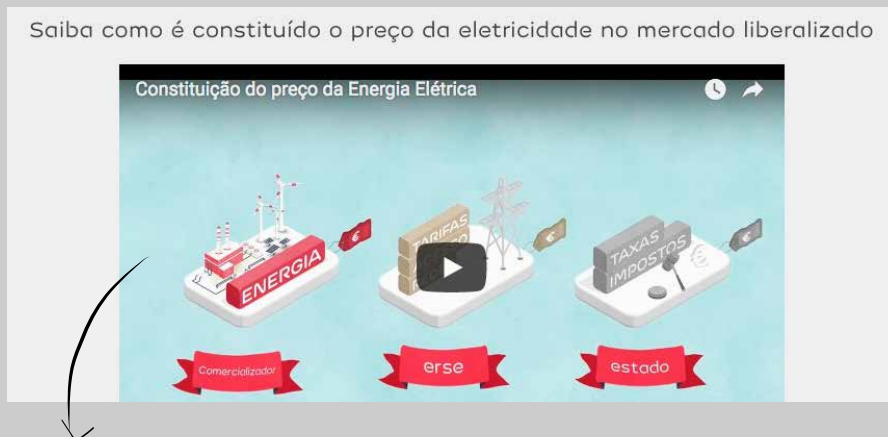 Saiba como é constituído o preço da eletricidade no mercado liberalizado
Constituição do preço da Energia Elétrica
ENERGIA
€
TARIFAS
€
TAXAS
IMPOSTOS
€
€
Comercializador
erse
estado